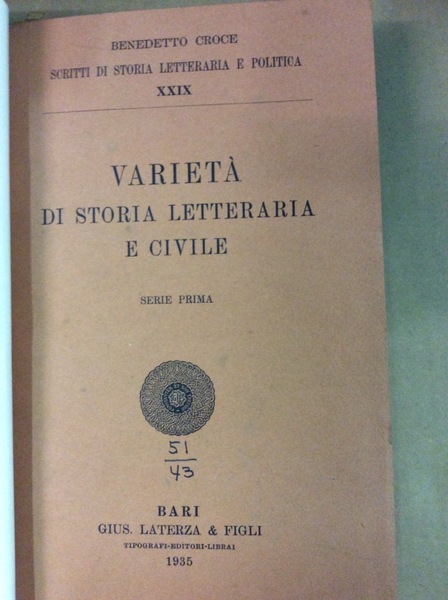 BENEDETTO CROCE
SCRITTI DI STORIA LETTERARIA E POLITICA
XXIX
VARIETÀ
DI STORIA LETTERARIA
E CIVILE
SERIE PRIMA
51
43
BARI
GIUS. LATERZA & FIGLI
TIPOGRAFI-EDITORI-LIBRAI
1935